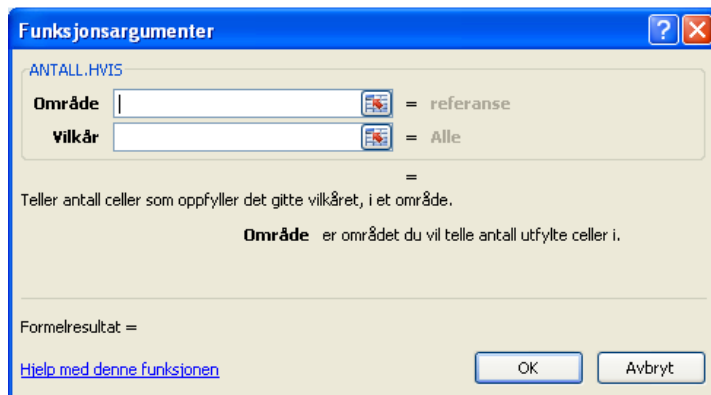 Funksjonsargumenter
ANTALL.HVIS
Område = referanse
Vilkår = Alle
=
Teller antall celler som oppfyller det gitte vilkåret, i et område.
Område er området du vil telle antall utfylte celler i.
Formelresultat =
Hjelp med denne funksjonen OK Avbryt